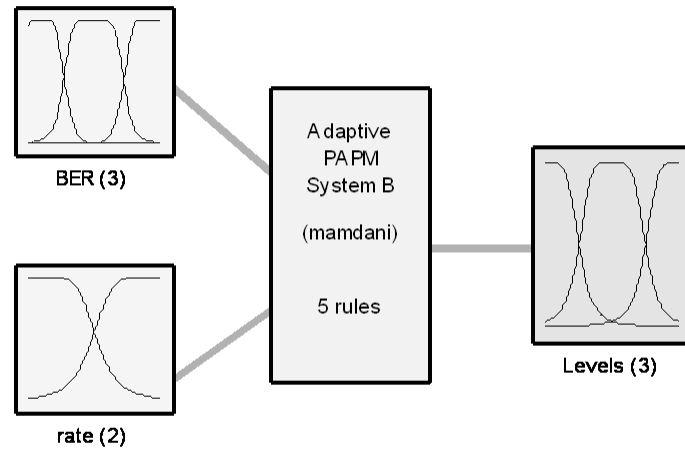 BER (3)
rate (2)
Adaptive
PAPM
System B
(mamdani)
5 rules
Levels (3)